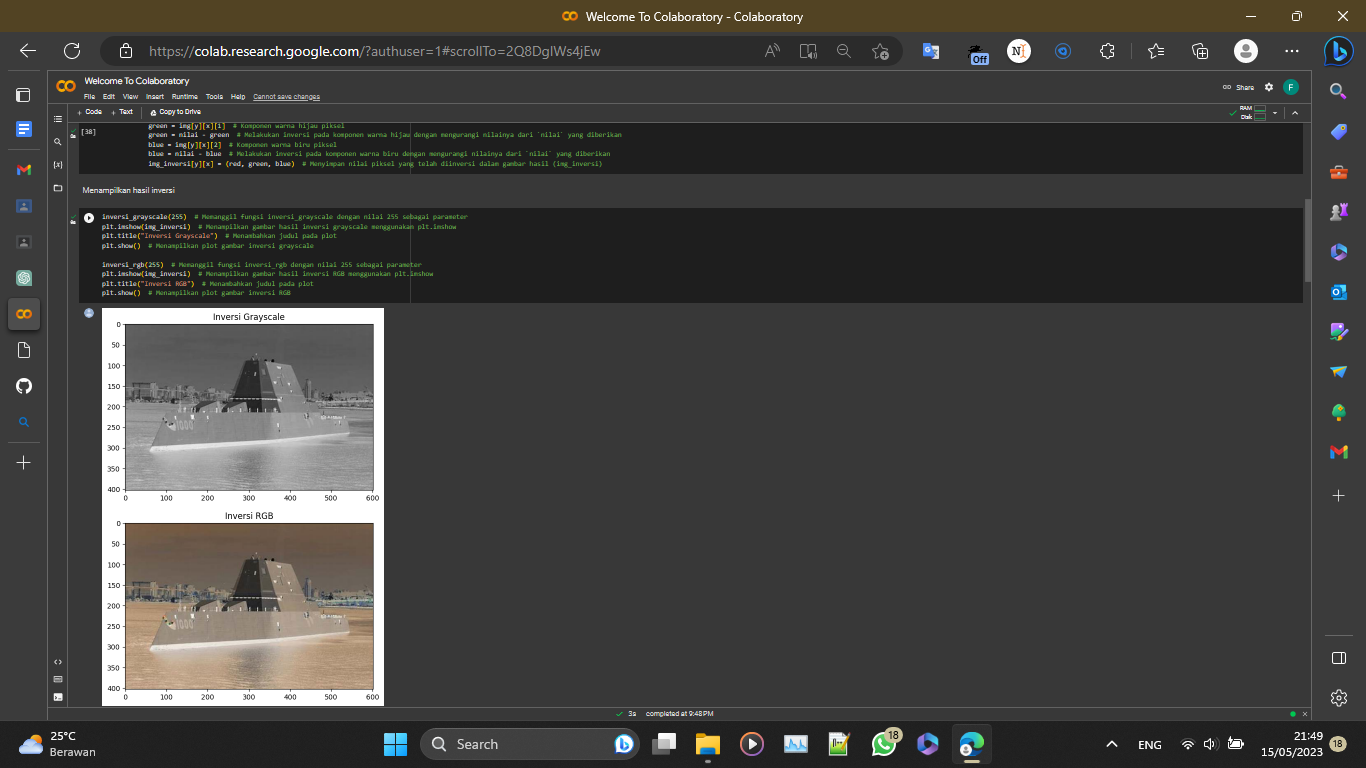 Welcome To Colaboratory - Colaboratory
https://colab.research.google.com/?authuser=1#scrollTo=2Q8DglWs4jEw
Off
Welcome To Colaboratory
File Edit View Insert Runtime Tools Help Cannot save changes
Share
F
+ Code + Text Copy to Drive
RAM
Disk
[38]
green = img[y][x][1] # Komponen warna hijau piksel
green = nilai - green # Melakukan inversi pada komponen warna hijau dengan mengurangi nilainya dari `nilai` yang diberikan
blue = img[y][x][2] # Komponen warna biru piksel
blue = nilai - blue # Melakukan inversi pada komponen warna biru dengan mengurangi nilainya dari `nilai` yang diberikan
img_inversi[y][x] = (red, green, blue) # Menyimpan nilai piksel yang telah diinversi dalam gambar hasil (img_inversi)
Menampilkan hasil inversi
inversi_grayscale(255) # Memanggil fungsi inversi_grayscale dengan nilai 255 sebagai parameter
plt.imshow(img_inversi) # Menampilkan gambar hasil inversi grayscale menggunakan plt.imshow
plt.title("Inversi Grayscale") # Menambahkan judul pada plot
plt.show() # Menampilkan plot gambar inversi grayscale
inversi_rgb(255) # Memanggil fungsi inversi_rgb dengan nilai 255 sebagai parameter
plt.imshow(img_inversi) # Menampilkan gambar hasil inversi RGB menggunakan plt.imshow
plt.title("Inversi RGB") # Menambahkan judul pada plot
plt.show() # Menampilkan plot gambar inversi RGB
Inversi Grayscale
0
50
100
150
200
250
300
350
400
0 100 200 300 400 500 600
Inversi RGB
0
50
100
150
200
250
300
350
400
0 100 200 300 400 500 600
3s completed at 9:48 PM
25°C
Berawan
Search
18
ENG
21:49
15/05/2023
18